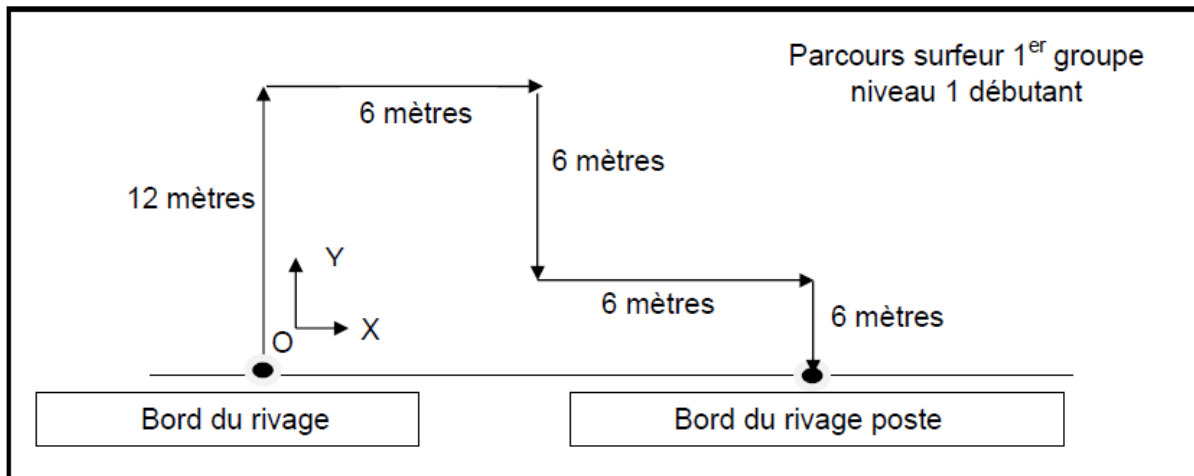 Parcours surfeur 1er groupe
niveau 1 débutant
6 mètres
6 mètres
12 mètres
Y
O
X
6 mètres
6 mètres
Bord du rivage
Bord du rivage poste